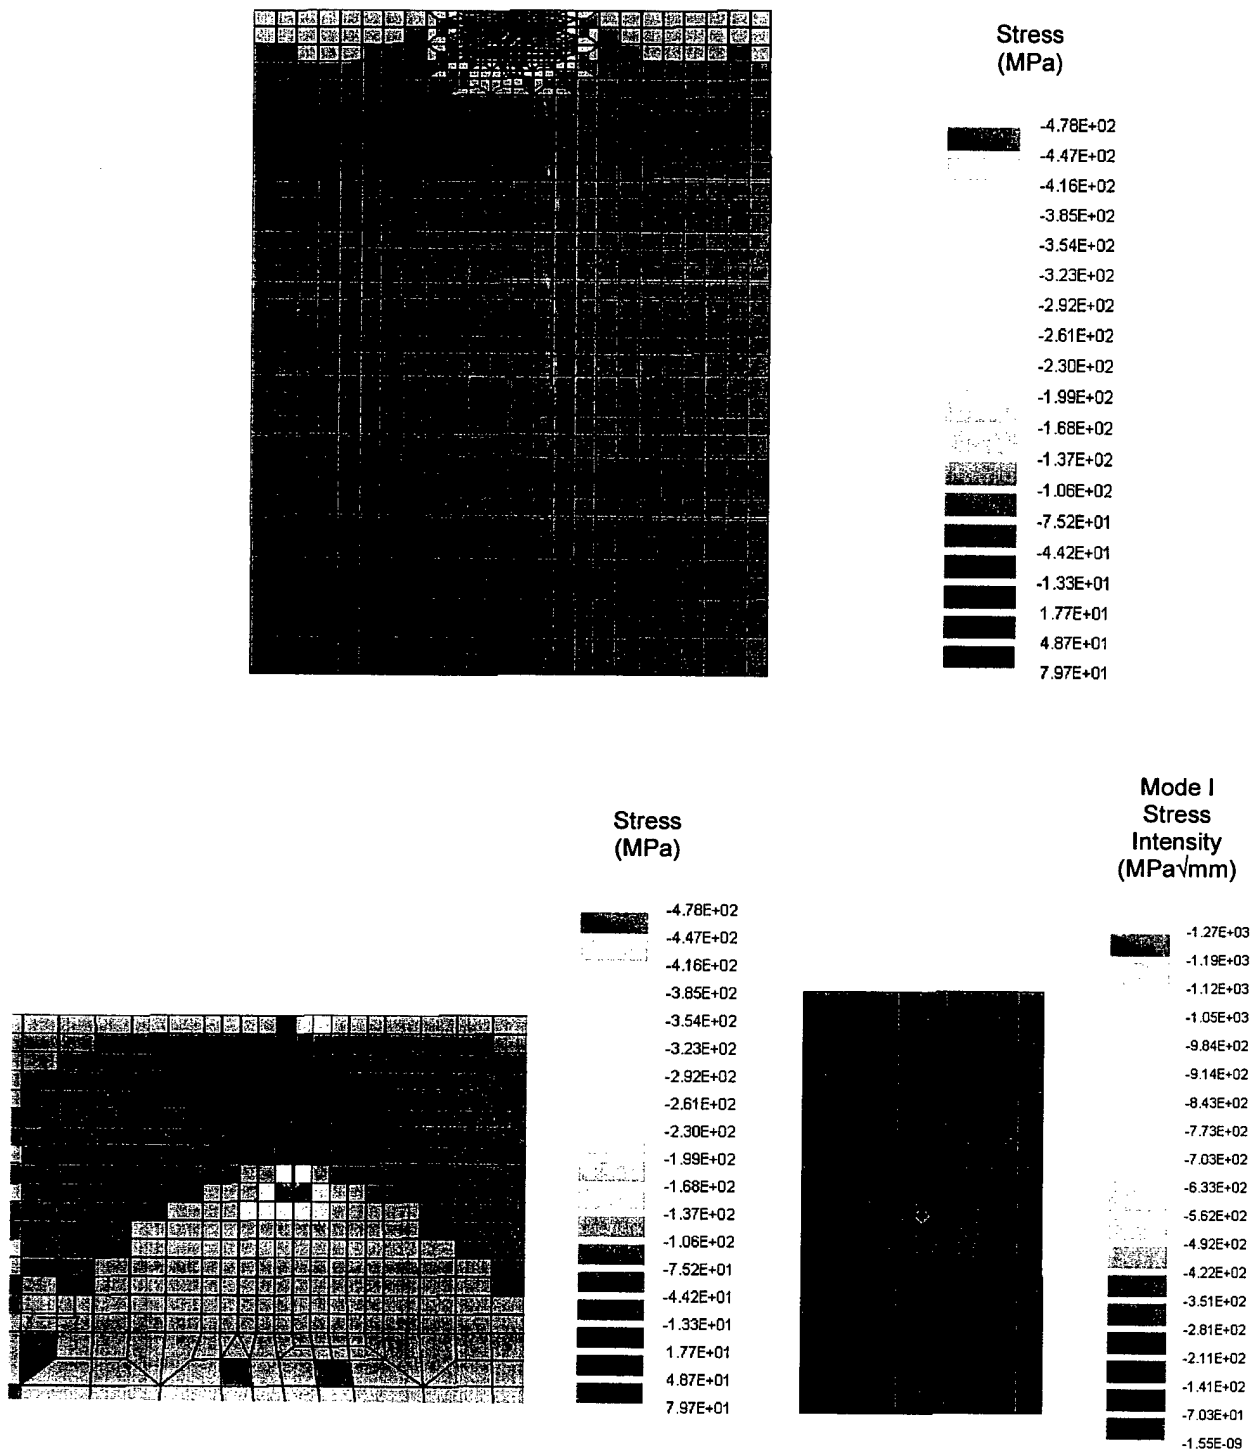 Stress
(MPa)
-4.78E+02
-4.47E+02
-4.16E+02
-3.85E+02
-3.54E+02
-3.23E+02
-2.92E+02
-2.61E+02
-2.30E+02
-1.99E+02
-1.68E+02
-1.37E+02
-1.06E+02
-7.52E+01
-4.42E+01
-1.33E+01
1.77E+01
4.87E+01
7.97E+01
Stress
(MPa)
-4.78E+02
-4.47E+02
-4.16E+02
-3.85E+02
-3.54E+02
-3.23E+02
-2.92E+02
-2.61E+02
-2.30E+02
-1.99E+02
-1.68E+02
-1.37E+02
-1.06E+02
-7.52E+01
-4.42E+01
-1.33E+01
1.77E+01
4.87E+01
7.97E+01
Mode I
Stress
Intensity
(MPa√mm)
-1.27E+03
-1.19E+03
-1.12E+03
-1.05E+03
-9.84E+02
-9.14E+02
-8.43E+02
-7.73E+02
-7.03E+02
-6.33E+02
-5.62E+02
-4.92E+02
-4.22E+02
-3.51E+02
-2.81E+02
-2.11E+02
-1.41E+02
-7.03E+01
-1.55E-09